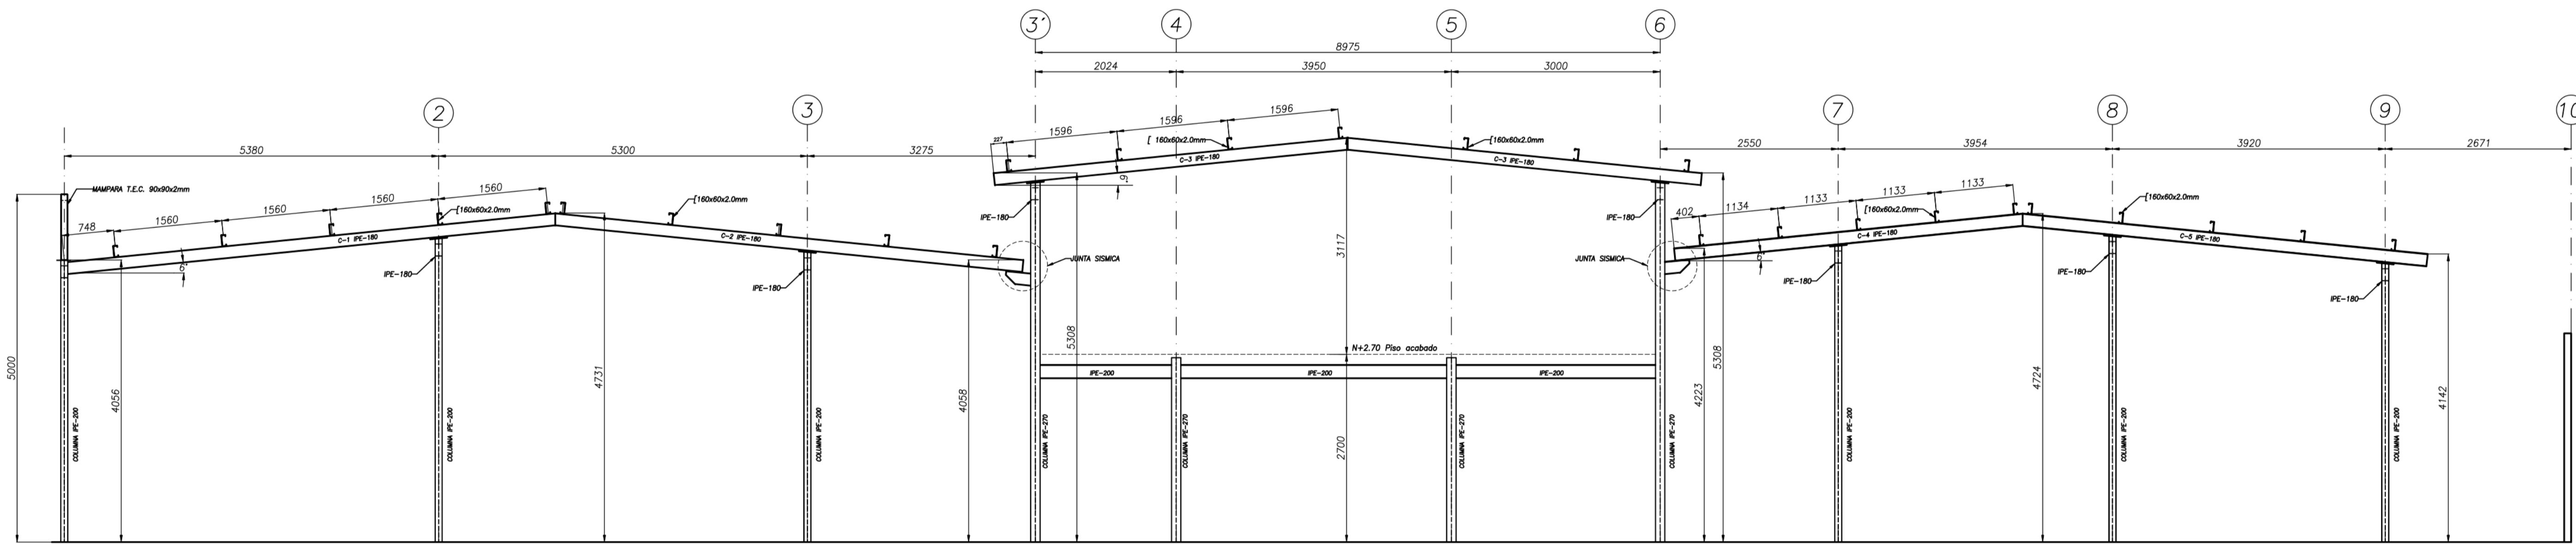 3'
4
5
6
8975
2024
3950
3000
2
3
7
8
9
10
5380
5300
3275
2550
3954
3920
2671
227
1596
1596
1596
[ 160x60x2.0mm
[160x60x2.0mm
C-3 IPE-180
C-3 IPE-180
MAMPARA T.E.C. 90x90x2mm
748
1560
1560
1560
1560
[160x60x2.0mm
[160x60x2.0mm
C-1 IPE-180
C-2 IPE-180
6°
IPE-180
IPE-180
IPE-180
IPE-180
JUNTA SISMICA
JUNTA SISMICA
402
1134
1133
1133
1133
[160x60x2.0mm
[160x60x2.0mm
C-4 IPE-180
C-5 IPE-180
IPE-180
IPE-180
IPE-180
3117
N+2.70 Piso acabado
IPE-200
IPE-200
IPE-200
5000
4056
4731
4058
5308
2700
4223
5308
4724
4142
COLUMNA IPE-200
COLUMNA IPE-200
COLUMNA IPE-200
COLUMNA IPE-270
COLUMNA IPE-270
COLUMNA IPE-270
COLUMNA IPE-270
COLUMNA IPE-200
COLUMNA IPE-200
COLUMNA IPE-200